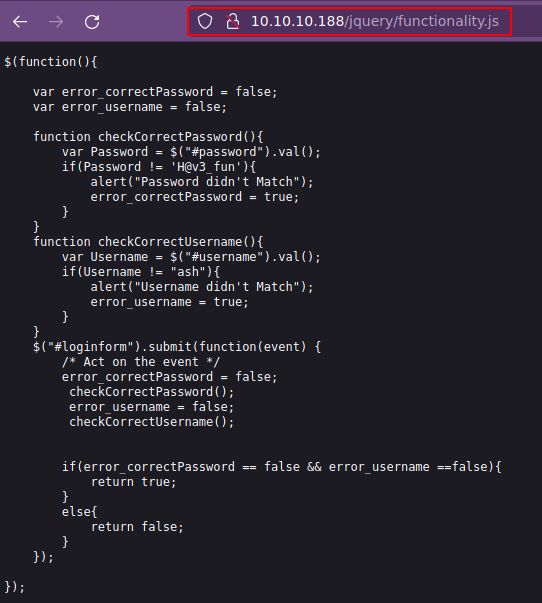 10.10.10.188/jquery/functionality.js
$(function(){
var error_correctPassword = false;
var error_username = false;
function checkCorrectPassword(){
var Password = $("#password").val();
if(Password != 'H@v3_fun'){
alert("Password didn't Match");
error_correctPassword = true;
}
}
function checkCorrectUsername(){
var Username = $("#username").val();
if(Username != "ash"){
alert("Username didn't Match");
error_username = true;
}
}
$("#loginform").submit(function(event) {
/* Act on the event */
error_correctPassword = false;
checkCorrectPassword();
error_username = false;
checkCorrectUsername();
if(error_correctPassword == false && error_username ==false){
return true;
}
else{
return false;
}
});
});